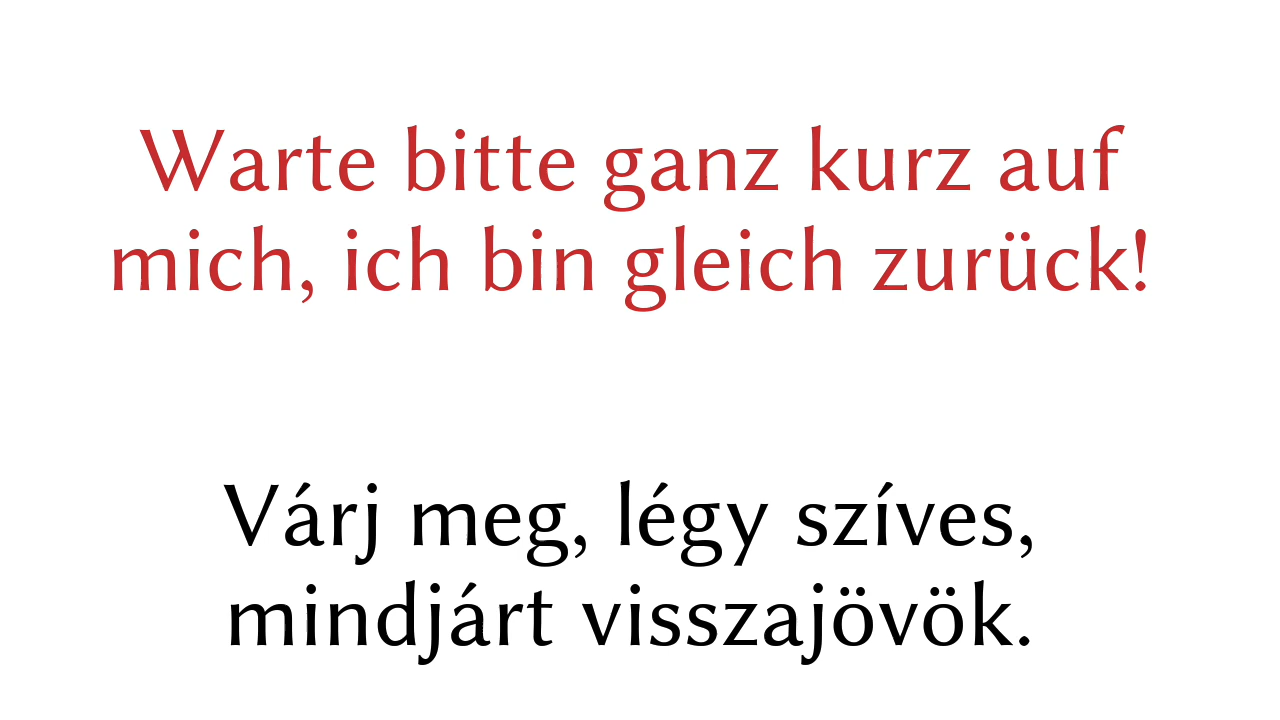 Warte bitte ganz kurz auf
mich, ich bin gleich zurück!
Várj meg, légy szíves,
mindjárt visszajövök.